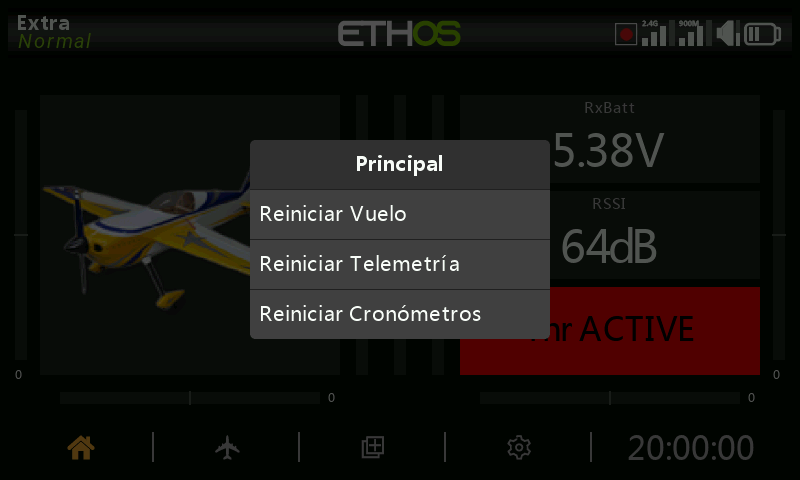 Extra
Normal
ETHOS
2.4G
900M
RxBatt
5.38V
RSSI
64dB
ACTIVE
Principal
Reiniciar Vuelo
Reiniciar Telemetría
Reiniciar Cronómetros
0
0
0
0
20:00:00